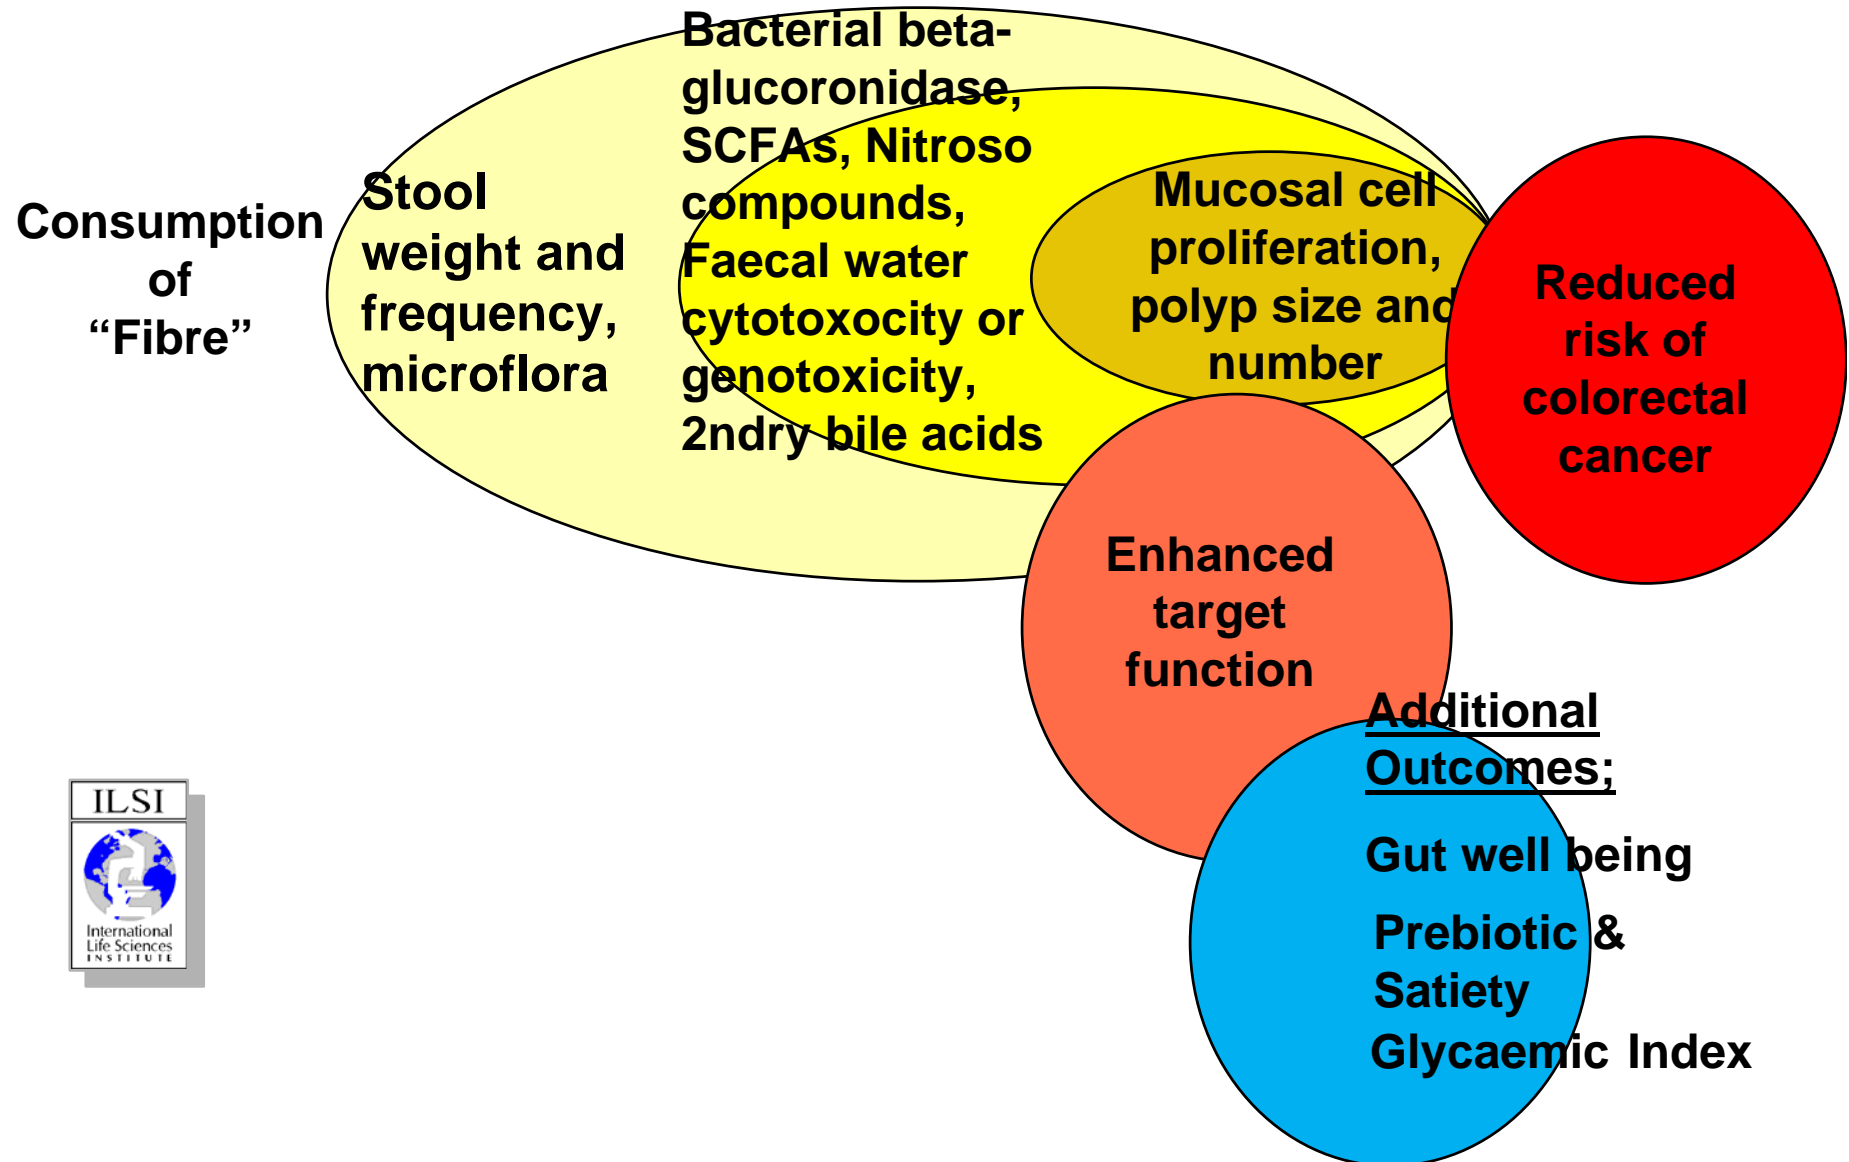 Consumption
of
“Fibre”
Stool
weight and
frequency,
microflora
Bacterial beta-
glucoronidase,
SCFAs, Nitroso
compounds,
Faecal water
cytotoxocity or
genotoxicity,
2ndry bile acids
Mucosal cell
proliferation,
polyp size and
number
Reduced
risk of
colorectal
cancer
Enhanced
target
function
Additional
Outcomes;
Gut well being
Prebiotic &
Satiety
Glycaemic Index
ILSI
International
Life Sciences
INSTITUTE